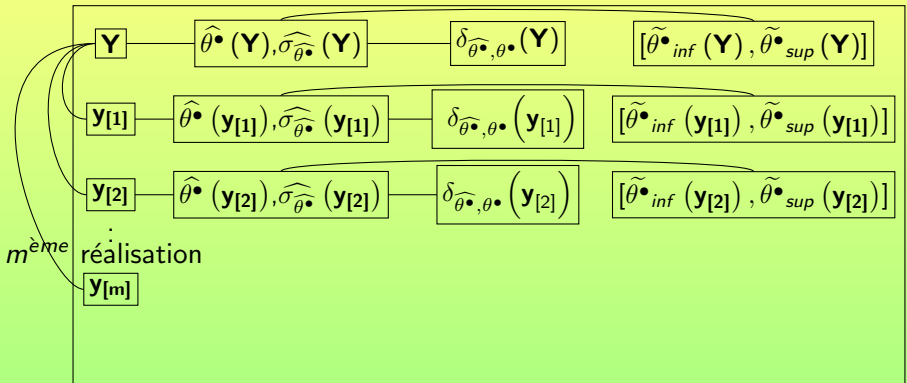 Y θ̂• (Y), σ̂_θ̂• (Y) δ_θ̂•,θ• (Y) [θ̃•_inf (Y) , θ̃•_sup (Y)]
y[1] θ̂• (y[1]), σ̂_θ̂• (y[1]) δ_θ̂•,θ• (y[1]) [θ̃•_inf (y[1]) , θ̃•_sup (y[1])]
y[2] θ̂• (y[2]), σ̂_θ̂• (y[2]) δ_θ̂•,θ• (y[2]) [θ̃•_inf (y[2]) , θ̃•_sup (y[2])]
⋮
m^ème réalisation
y[m]